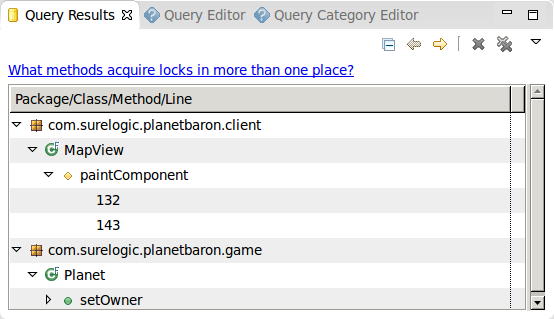 Query Results Query Editor Query Category Editor
What methods acquire locks in more than one place?
Package/Class/Method/Line
com.surelogic.planetbaron.client
MapView
paintComponent
132
143
com.surelogic.planetbaron.game
Planet
setOwner